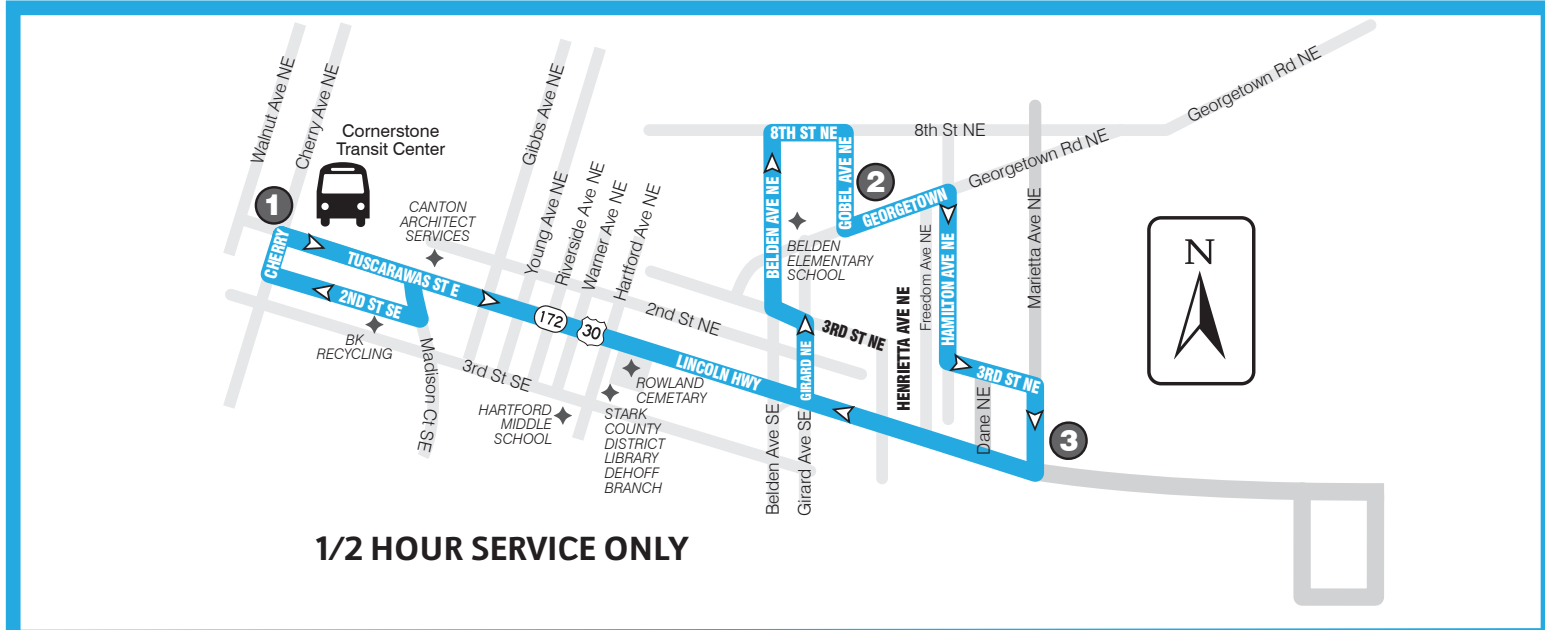 Walnut Ave NE
Cherry Ave NE
Cornerstone
Transit Center
1
CANTON
ARCHITECT
SERVICES
Gibbs Ave NE
Young Ave NE
Riverside Ave NE
Warner Ave NE
Hartford Ave NE
CHERRY
TUSCARAWAS ST E
2ND ST SE
BK
RECYCLING
Madison Ct SE
3rd St SE
172
30
2nd St NE
LINCOLN HWY
HARTFORD
MIDDLE
SCHOOL
ROWLAND
CEMETARY
STARK
COUNTY
DISTRICT
LIBRARY
DEHOFF
BRANCH
8TH ST NE
8th St NE
Georgetown Rd NE
Georgetown Rd NE
BELDEN AVE NE
GOBEL AVE NE
2
GEORGETOWN
BELDEN
ELEMENTARY
SCHOOL
3RD ST NE
GIRARD NE
Belden Ave SE
Girard Ave SE
HENRIETTA AVE NE
Freedom Ave NE
HAMILTON AVE NE
Marietta Ave NE
3RD ST NE
Dane NE
3
N
1/2 HOUR SERVICE ONLY